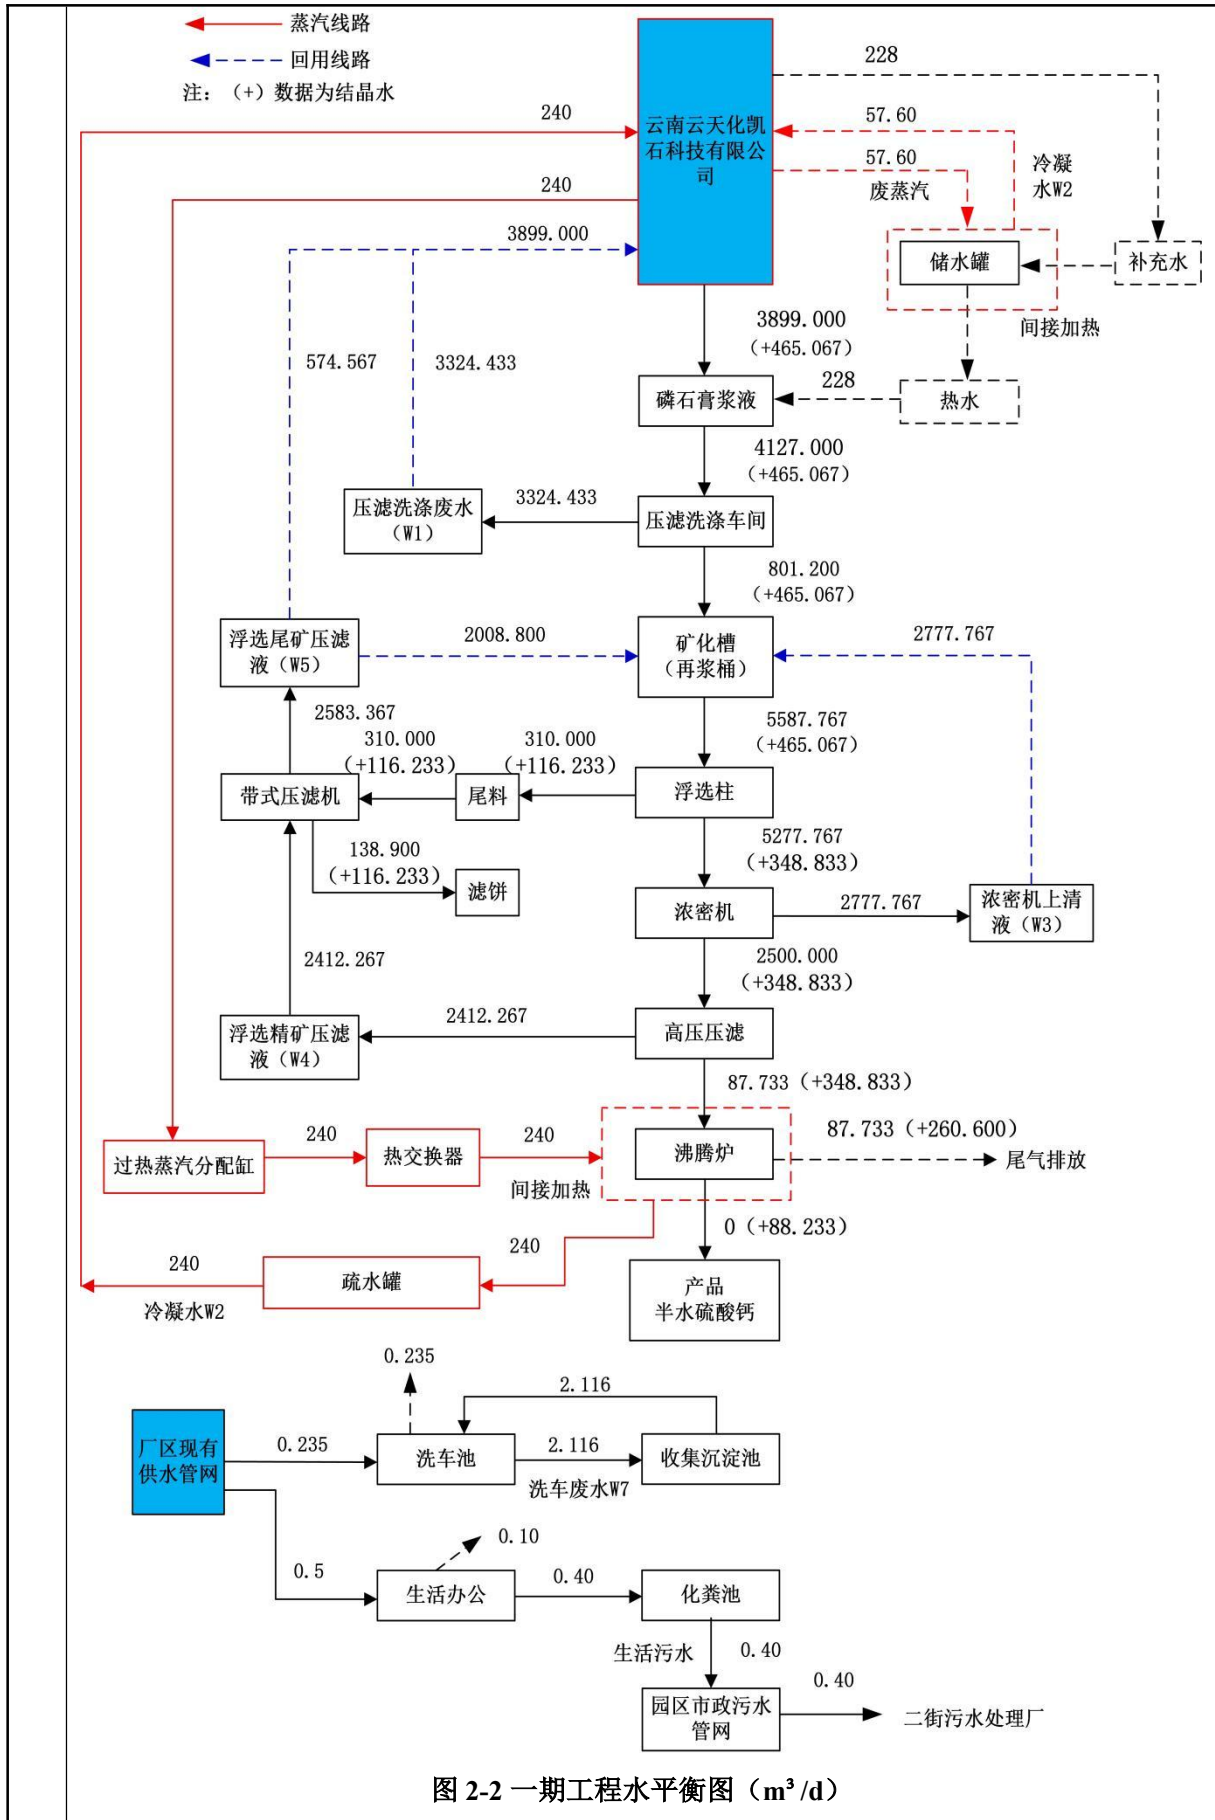 蒸汽线路
回用线路
注：（+）数据为结晶水
228
240
57.60
云南云天化凯
石科技有限公
司
57.60
废蒸汽
冷凝
水W2
240
3899.000
储水罐
补充水
间接加热
3899.000
（+465.067）
574.567
3324.433
228
磷石膏浆液
热水
4127.000
（+465.067）
压滤洗涤废水
（W1）
3324.433
压滤洗涤车间
801.200
（+465.067）
浮选尾矿压滤
液（W5）
2008.800
矿化槽
（再浆桶）
2777.767
2583.367
5587.767
（+465.067）
310.000
（+116.233）
310.000
（+116.233）
带式压滤机
尾料
浮选柱
138.900
（+116.233）
滤饼
5277.767
（+348.833）
浓密机
2777.767
浓密机上清
液（W3）
2412.267
2500.000
（+348.833）
浮选精矿压滤
液（W4）
2412.267
高压压滤
87.733（+348.833）
过热蒸汽分配缸
240
热交换器
240
间接加热
沸腾炉
87.733（+260.600）
尾气排放
0（+88.233）
240
240
疏水罐
冷凝水W2
产品
半水硫酸钙
0.235
2.116
厂区现有
供水管网
0.235
洗车池
2.116
洗车废水W7
收集沉淀池
0.10
0.5
生活办公
0.40
化粪池
生活污水
0.40
园区市政污水
管网
0.40
二街污水处理厂
图 2-2 一期工程水平衡图（m³ /d）